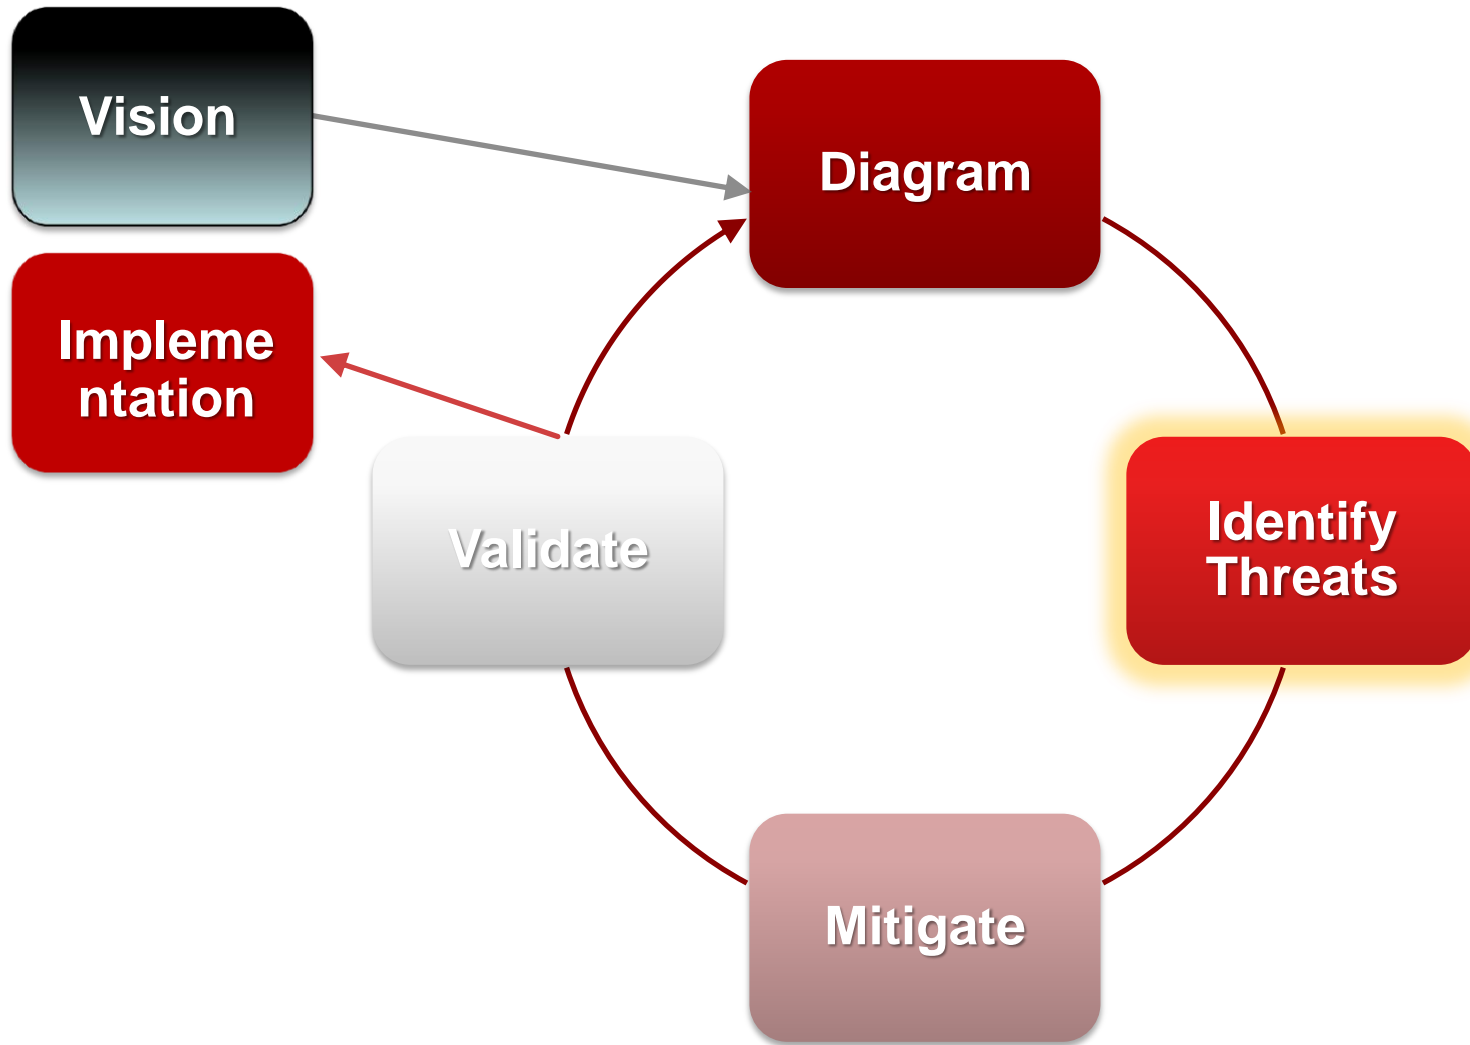 Vision
Diagram
Impleme
ntation
Identify
Threats
Validate
Mitigate